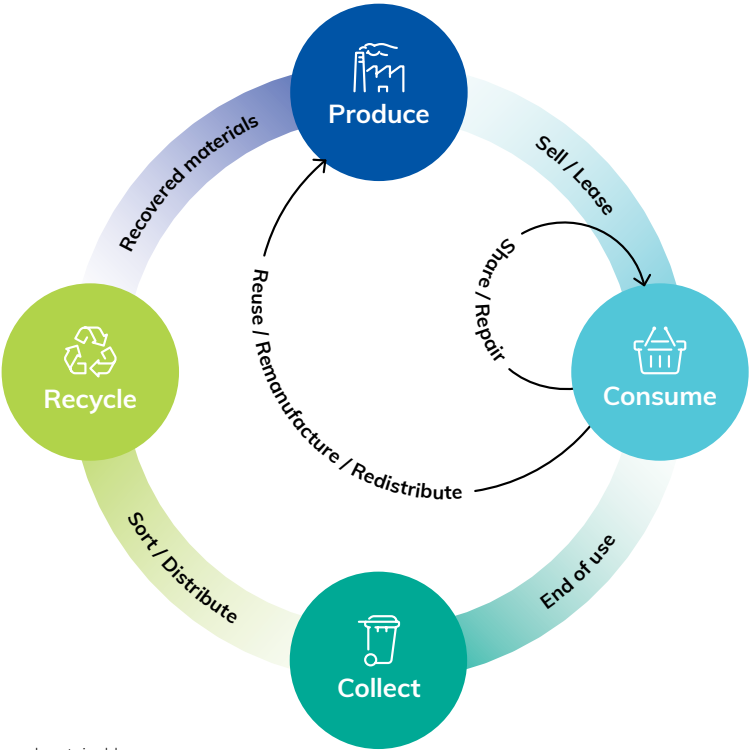 Produce
Recovered materials
Sell / Lease
Share / Repair
Reuse / Remanufacture / Redistribute
Recycle
Consume
Sort / Distribute
End of use
Collect